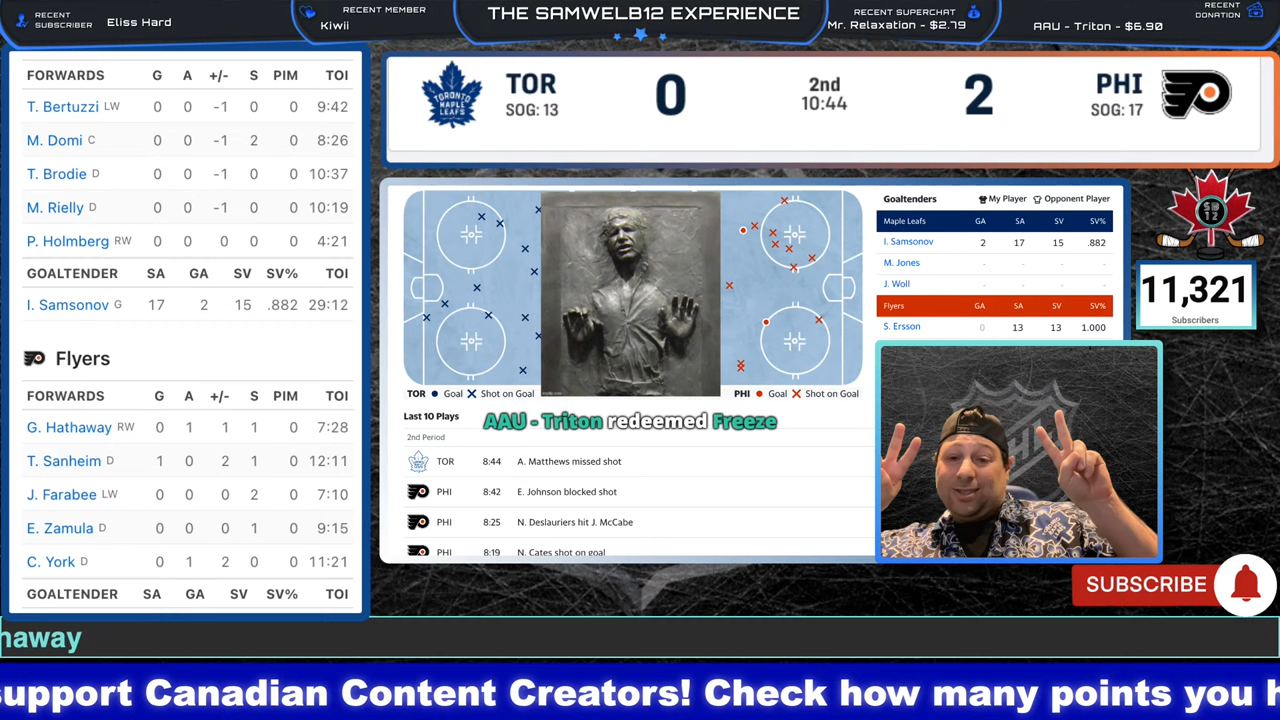 RECENT SUBSCRIBER
Eliss Hard
RECENT MEMBER
Kiwii
THE SAMWELB12 EXPERIENCE
RECENT SUPERCHAT
Mr. Relaxation - $2.79
AAU - Triton - $6.90
RECENT DONATION
FORWARDS G A +/- S PIM TOI
T. Bertuzzi LW 0 0 -1 0 0 9:42
M. Domi C 0 0 -1 2 0 8:26
T. Brodie D 0 0 -1 0 0 10:37
M. Rielly D 0 0 -1 0 0 10:19
P. Holmberg RW 0 0 0 0 0 4:21
GOALTENDER SA GA SV SV% TOI
I. Samsonov G 17 2 15 .882 29:12
Flyers
FORWARDS G A +/- S PIM TOI
G. Hathaway RW 0 1 1 1 0 7:28
T. Sanheim D 1 0 2 1 0 12:11
J. Farabee LW 0 0 0 2 0 7:10
E. Zamula D 0 0 0 1 0 9:15
C. York D 0 1 2 0 0 11:21
GOALTENDER SA GA SV SV% TOI
TORONTO MAPLE LEAFS
TOR
SOG: 13
0
2nd
10:44
2
PHI
SOG: 17
TOR Goal Shot on Goal
PHI Goal Shot on Goal
Goaltenders My Player Opponent Player
Maple Leafs GA SA SV SV%
I. Samsonov 2 17 15 .882
M. Jones - - - -
J. Woll - - - -
Flyers GA SA SV SV%
S. Ersson 0 13 13 1.000
Last 10 Plays
AAU - Triton redeemed Freeze
2nd Period
TOR 8:44 A. Matthews missed shot
PHI 8:42 E. Johnson blocked shot
PHI 8:25 N. Deslauriers hit J. McCabe
PHI 8:19 N. Cates shot on goal
SB
12
11,321
Subscribers
SUBSCRIBE
haway
support Canadian Content Creators! Check how many points you h